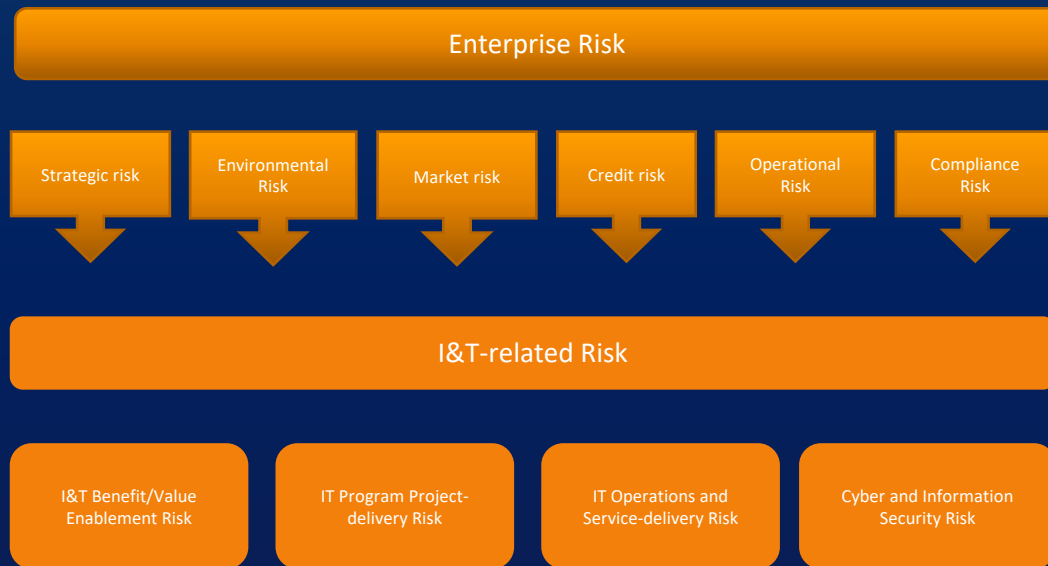 Enterprise Risk
Strategic risk
Environmental
Risk
Market risk
Credit risk
Operational
Risk
Compliance
Risk
I&T-related Risk
I&T Benefit/Value
Enablement Risk
IT Program Project-
delivery Risk
IT Operations and
Service-delivery Risk
Cyber and Information
Security Risk